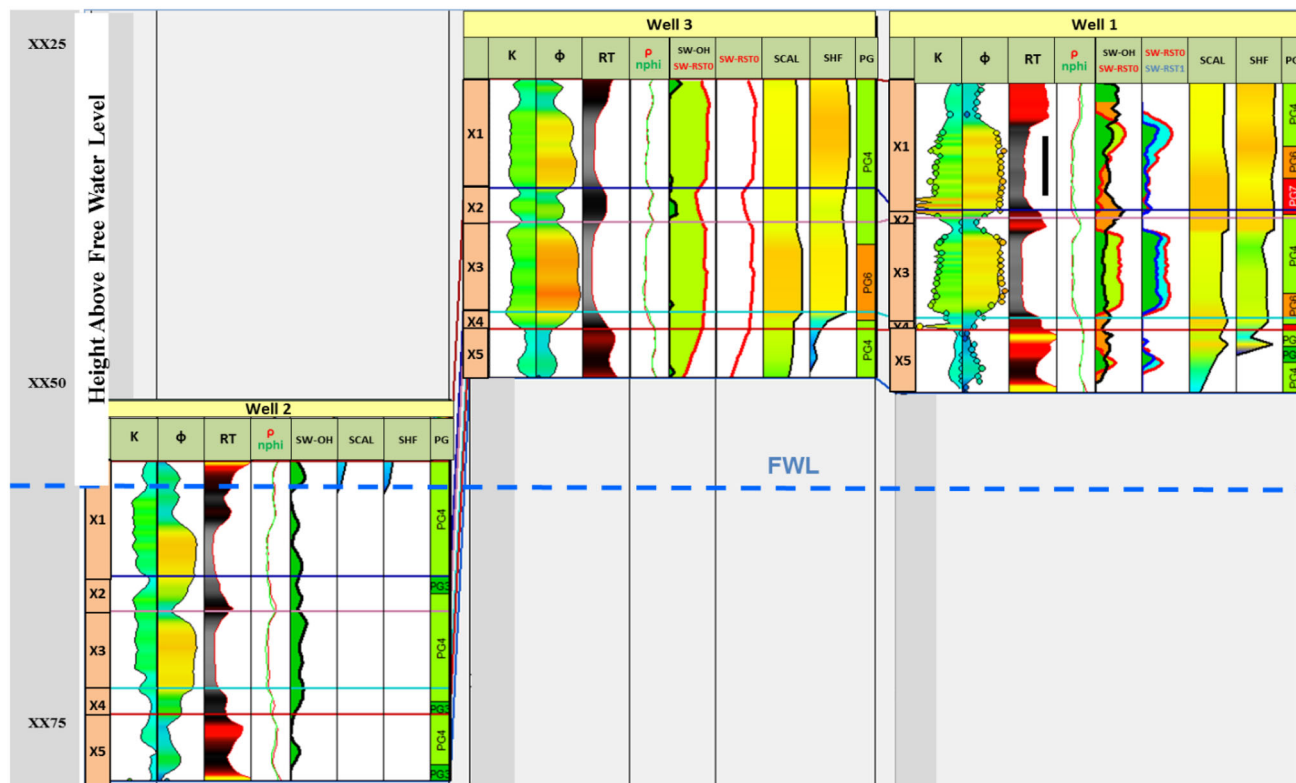 XX25
XX50
XX75
Height Above Free Water Level
Well 3
K
Φ
RT
ρ
nphi
SW-OH
SW-RST0
SW-RST0
SCAL
SHF
PG
X1
X2
X3
X4
X5
PG4
PG6
PG4
Well 1
K
Φ
RT
ρ
nphi
SW-OH
SW-RST0
SW-RST0
SW-RST1
SCAL
SHF
X1
X2
X3
X5
PG4
PG6
PG7
PG4
PG6
PG4
Well 2
K
Φ
RT
ρ
nphi
SW-OH
SCAL
SHF
PG
X1
X2
X3
X4
X5
PG4
PG3
PG4
PG3
PG4
PG3
FWL